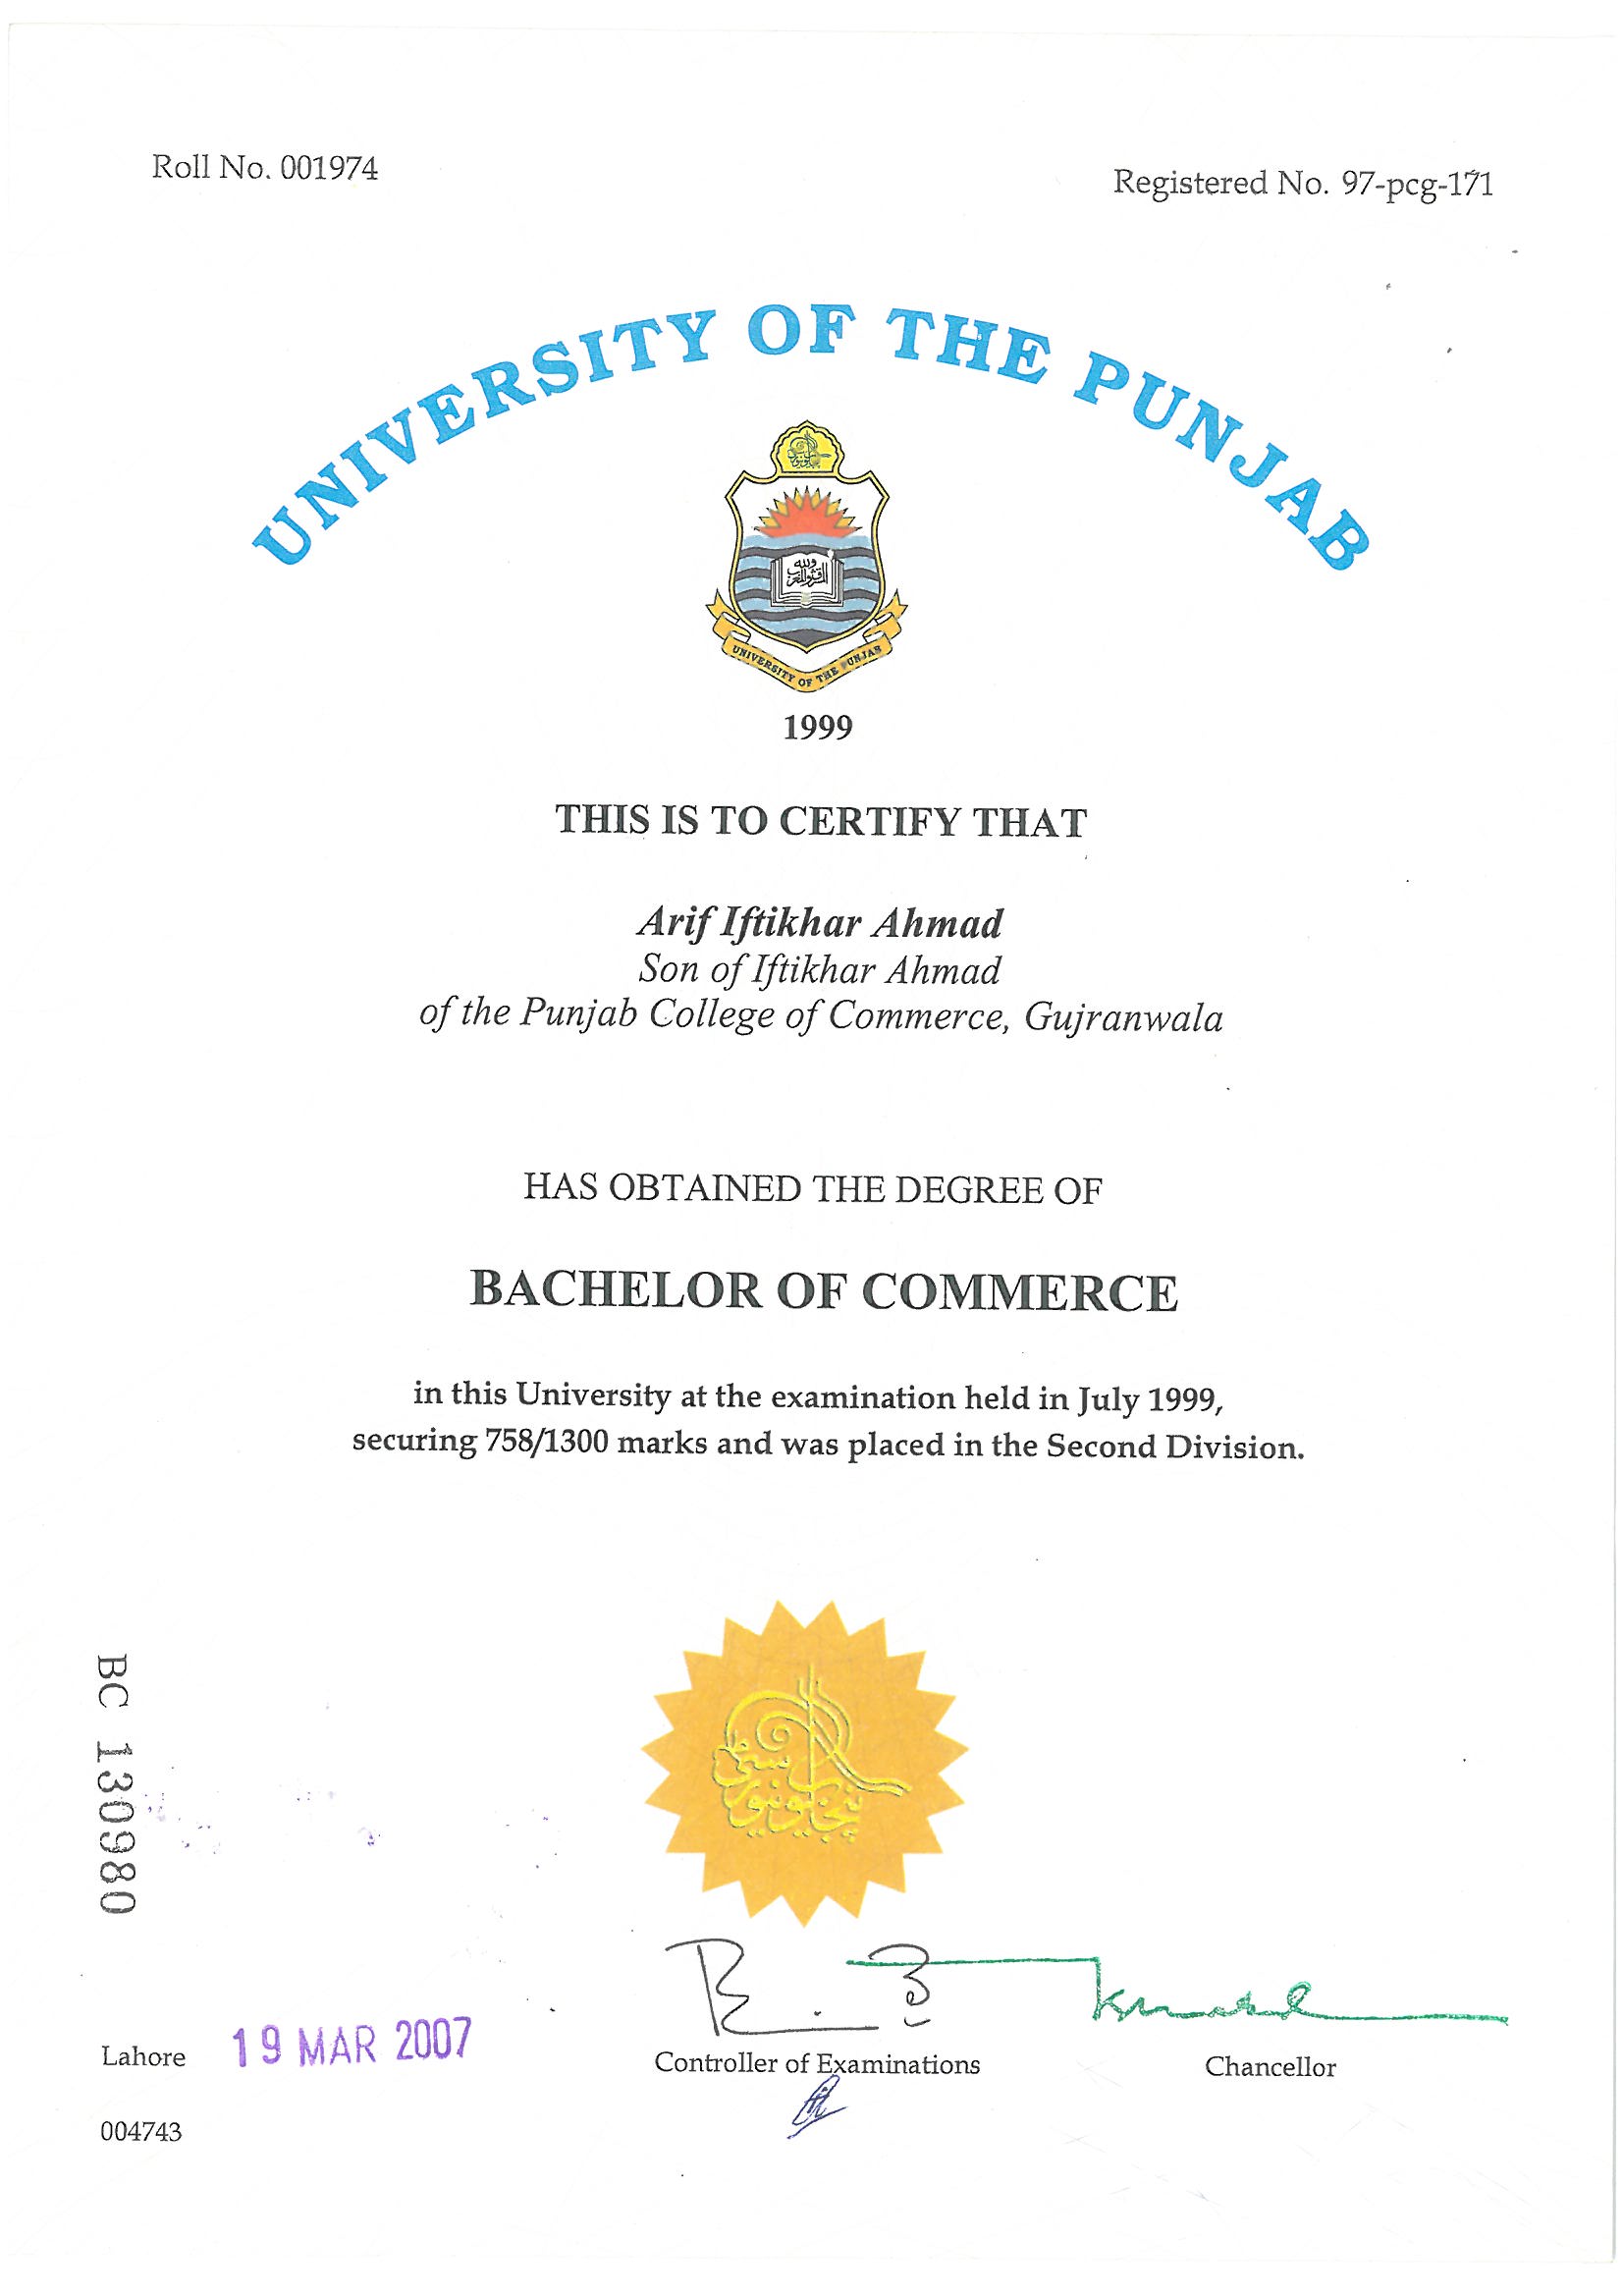 Roll No. 001974
Registered No. 97-pcg-171
UNIVERSITY OF THE PUNJAB
UNIVERSITY OF THE PUNJAB
1999
THIS IS TO CERTIFY THAT
Arif Iftikhar Ahmad
Son of Iftikhar Ahmad
of the Punjab College of Commerce, Gujranwala
HAS OBTAINED THE DEGREE OF
BACHELOR OF COMMERCE
in this University at the examination held in July 1999,
securing 758/1300 marks and was placed in the Second Division.
BC 130980
Lahore 19 MAR 2007
Controller of Examinations
Chancellor
004743